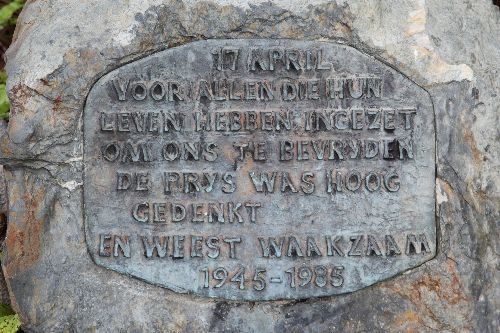 17 APRIL
VOOR ALLEN DIE HUN
LEVEN HEBBEN INGEZET
OM ONS TE BEVRYDEN
DE PRYS WAS HOOG
GEDENKT
EN WEEST WAAKZAAM
1945-1985